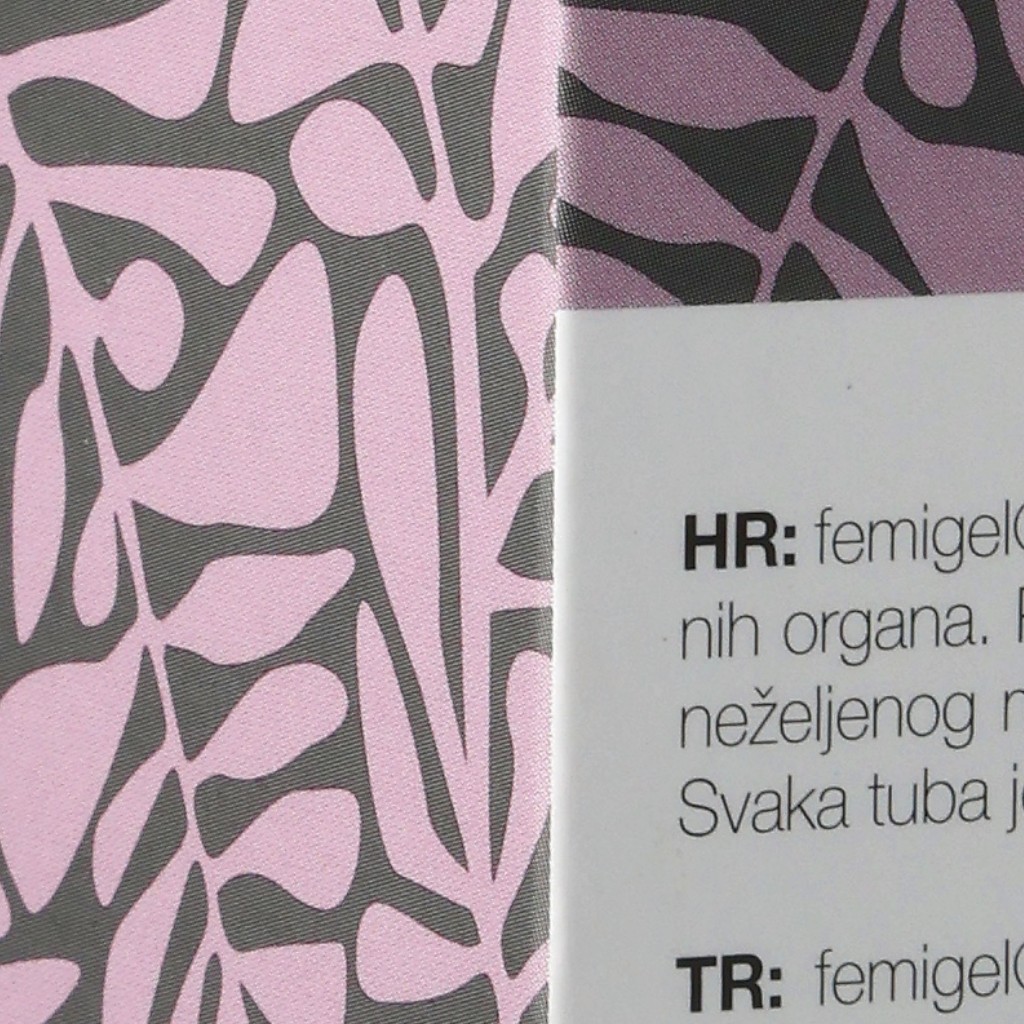 HR: femigel
nih organa.
neželjenog
Svaka tuba
TR: femigel